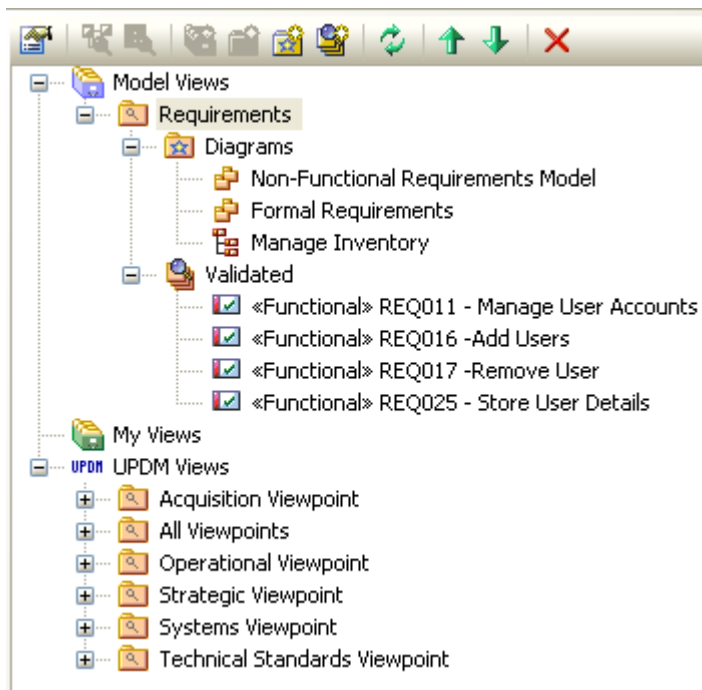 Model Views
Requirements
Diagrams
Non-Functional Requirements Model
Formal Requirements
Manage Inventory
Validated
«Functional» REQ011 - Manage User Accounts
«Functional» REQ016 -Add Users
«Functional» REQ017 -Remove User
«Functional» REQ025 - Store User Details
My Views
UPDM UPDM Views
Acquisition Viewpoint
All Viewpoints
Operational Viewpoint
Strategic Viewpoint
Systems Viewpoint
Technical Standards Viewpoint